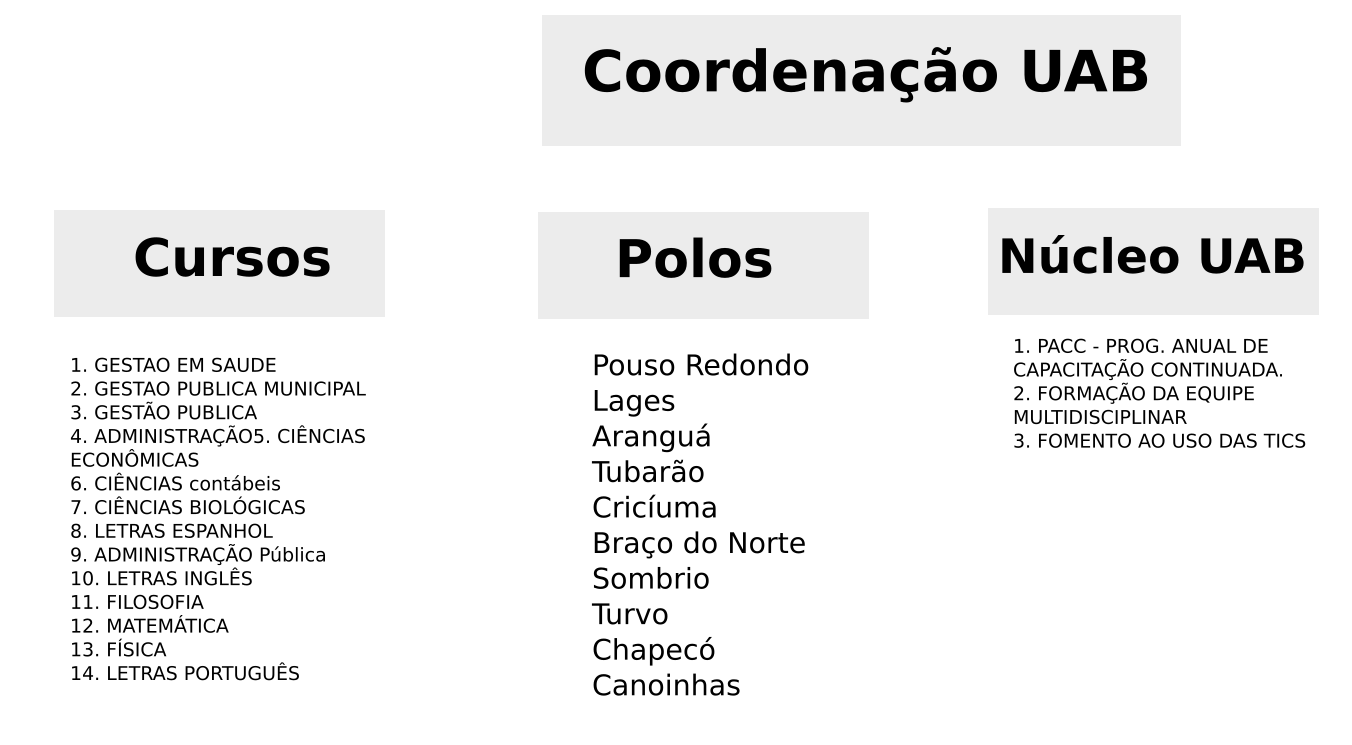 Coordenação UAB
Cursos
1. GESTAO EM SAUDE
2. GESTAO PUBLICA MUNICIPAL
3. GESTÃO PUBLICA
4. ADMINISTRAÇÃO5. CIÊNCIAS
ECONÔMICAS
6. CIÊNCIAS contábeis
7. CIÊNCIAS BIOLÓGICAS
8. LETRAS ESPANHOL
9. ADMINISTRAÇÃO Pública
10. LETRAS INGLÊS
11. FILOSOFIA
12. MATEMÁTICA
13. FÍSICA
14. LETRAS PORTUGUÊS
Polos
Pouso Redondo
Lages
Aranguá
Tubarão
Cricíuma
Braço do Norte
Sombrio
Turvo
Chapecó
Canoinhas
Núcleo UAB
1. PACC - PROG. ANUAL DE
CAPACITAÇÃO CONTINUADA.
2. FORMAÇÃO DA EQUIPE
MULTIDISCIPLINAR
3. FOMENTO AO USO DAS TICS